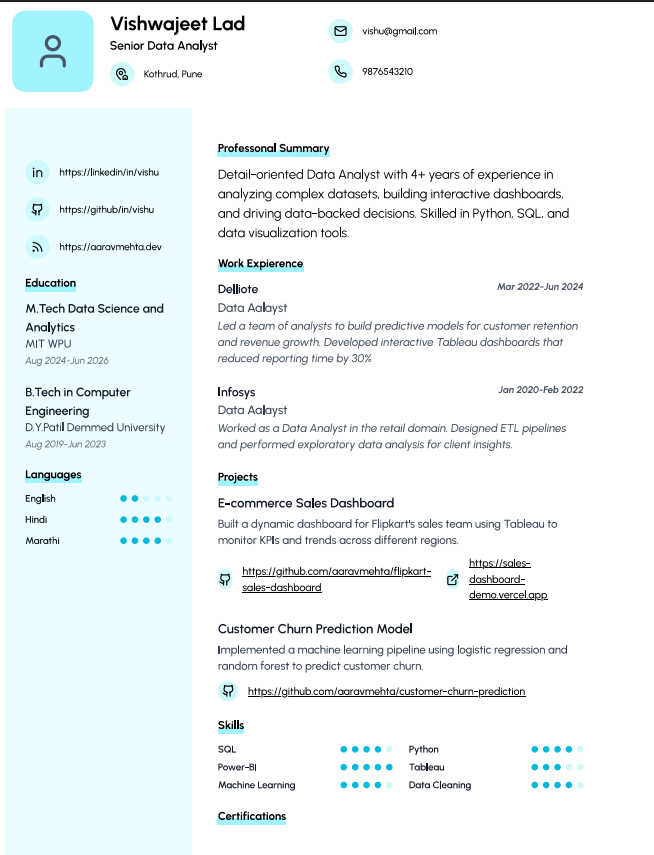 Vishwajeet Lad
Senior Data Analyst
Kothrud, Pune
vishu@gmail.com
9876543210
https://linkedin/in/vishu
https://github/in/vishu
https://aaravmehta.dev
Education
M.Tech Data Science and
Analytics
MIT WPU
Aug 2024-Jun 2026
B.Tech in Computer
Engineering
D.Y.Patil Demmed University
Aug 2019-Jun 2023
Languages
English
Hindi
Marathi
Professonal Summary
Detail-oriented Data Analyst with 4+ years of experience in
analyzing complex datasets, building interactive dashboards,
and driving data-backed decisions. Skilled in Python, SQL, and
data visualization tools.
Work Expierence
Delliote
Mar 2022-Jun 2024
Data Aalayst
Led a team of analysts to build predictive models for customer retention
and revenue growth. Developed interactive Tableau dashboards that
reduced reporting time by 30%
Infosys
Jan 2020-Feb 2022
Data Aalayst
Worked as a Data Analyst in the retail domain. Designed ETL pipelines
and performed exploratory data analysis for client insights.
Projects
E-commerce Sales Dashboard
Built a dynamic dashboard for Flipkart's sales team using Tableau to
monitor KPIs and trends across different regions.
https://github.com/aaravmehta/flipkart-
sales-dashboard
https://sales-
dashboard-
demo.vercel.app
Customer Churn Prediction Model
Implemented a machine learning pipeline using logistic regression and
random forest to predict customer churn.
https://github.com/aaravmehta/customer-churn-prediction
Skills
SQL
Python
Power-BI
Tableau
Machine Learning
Data Cleaning
Certifications